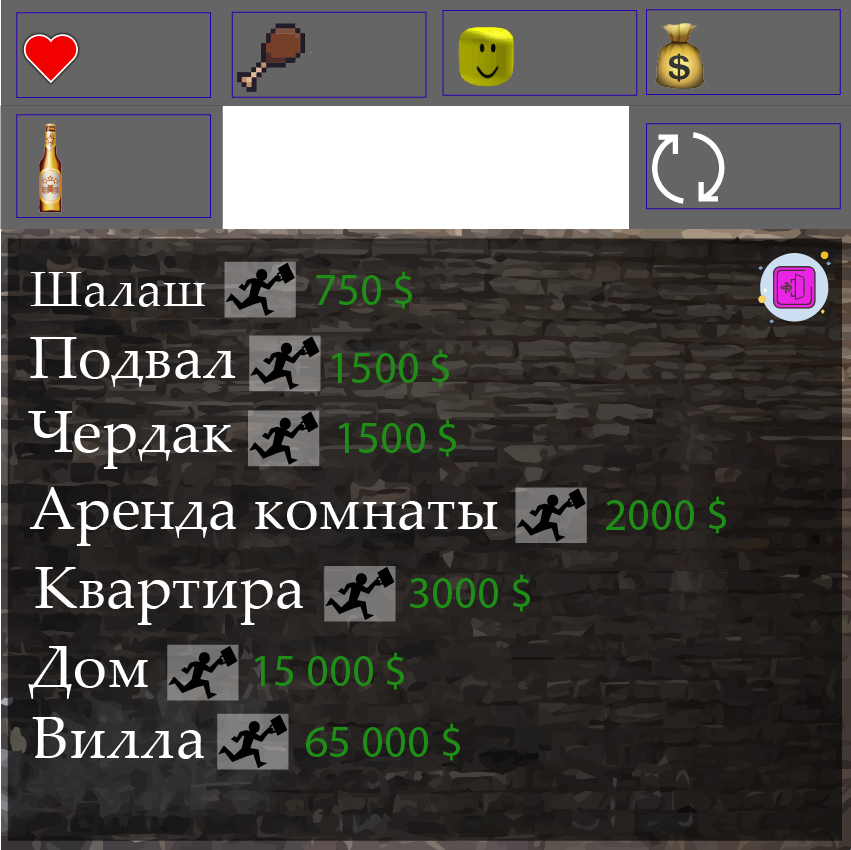 $
Шалаш 750 $
Подвал 1500 $
Чердак 1500 $
Аренда комнаты 2000 $
Квартира 3000 $
Дом 15 000 $
Вилла 65 000 $